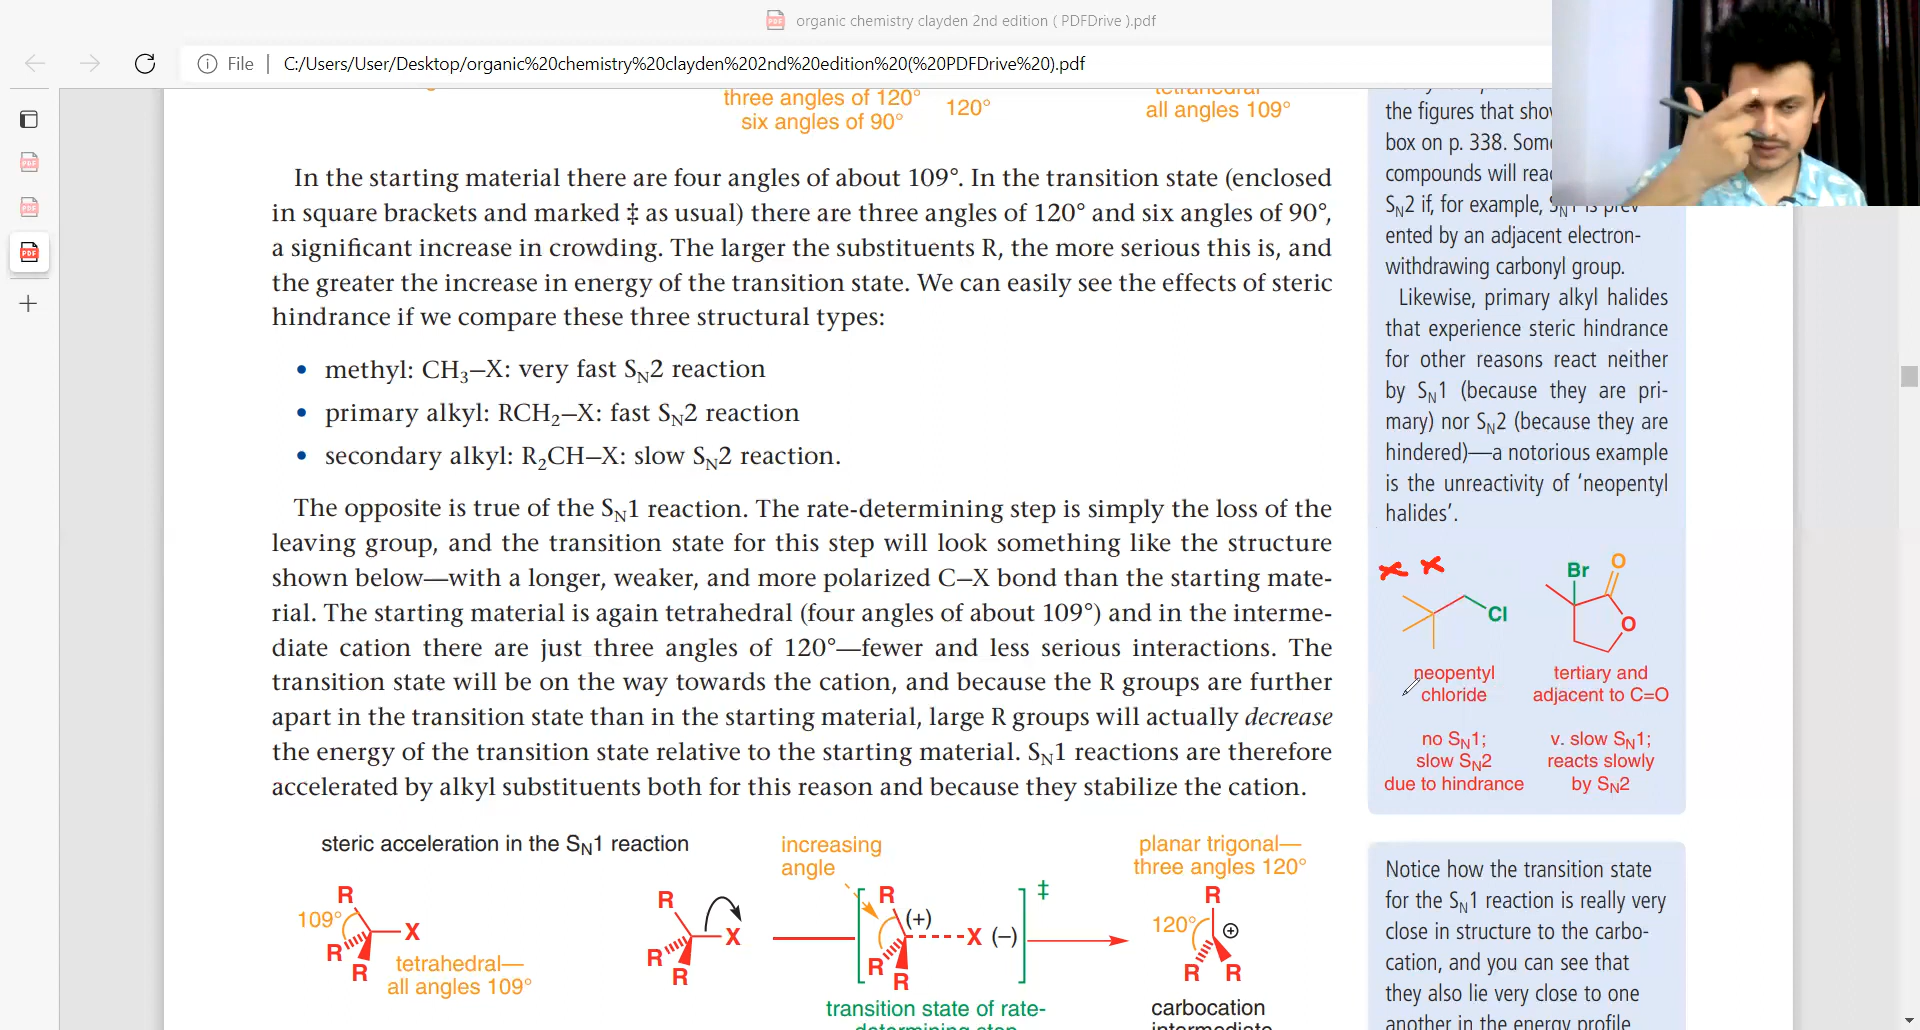 organic chemistry clayden 2nd edition ( PDFDrive ).pdf
File | C:/Users/User/Desktop/organic%20chemistry%20clayden%202nd%20edition%20(%20PDFDrive%20).pdf
three angles of 120°
six angles of 90°
120°
tetrahedral
all angles 109°
In the starting material there are four angles of about 109°. In the transition state (enclosed
in square brackets and marked ‡ as usual) there are three angles of 120° and six angles of 90°,
a significant increase in crowding. The larger the substituents R, the more serious this is, and
the greater the increase in energy of the transition state. We can easily see the effects of steric
hindrance if we compare these three structural types:
• methyl: CH₃–X: very fast SN2 reaction
• primary alkyl: RCH₂–X: fast SN2 reaction
• secondary alkyl: R₂CH–X: slow SN2 reaction.
The opposite is true of the SN1 reaction. The rate-determining step is simply the loss of the
leaving group, and the transition state for this step will look something like the structure
shown below—with a longer, weaker, and more polarized C–X bond than the starting mate-
rial. The starting material is again tetrahedral (four angles of about 109°) and in the interme-
diate cation there are just three angles of 120°—fewer and less serious interactions. The
transition state will be on the way towards the cation, and because the R groups are further
apart in the transition state than in the starting material, large R groups will actually decrease
the energy of the transition state relative to the starting material. SN1 reactions are therefore
accelerated by alkyl substituents both for this reason and because they stabilize the cation.
steric acceleration in the SN1 reaction
R
109°
X
R
R
tetrahedral—
all angles 109°
R
X
R
R
increasing
angle
R
(+)
X (–)
R
R
‡
transition state of rate-
determining step
planar trigonal—
three angles 120°
R
120°
⊕
R R
carbocation
intermediate
the figures that
box on p. 338.
compounds will
SN2 if, for example, SN1 is prev
ented by an adjacent electron-
withdrawing carbonyl group.
Likewise, primary alkyl halides
that experience steric hindrance
for other reasons react neither
by SN1 (because they are pri-
mary) nor SN2 (because they are
hindered)—a notorious example
is the unreactivity of ‘neopentyl
halides’.
Cl
neopentyl
chloride
no SN1;
slow SN2
due to hindrance
Br
O
O
tertiary and
adjacent to C=O
v. slow SN1;
reacts slowly
by SN2
Notice how the transition state
for the SN1 reaction is really very
close in structure to the carbo-
cation, and you can see that
they also lie very close to one
another in the energy profile